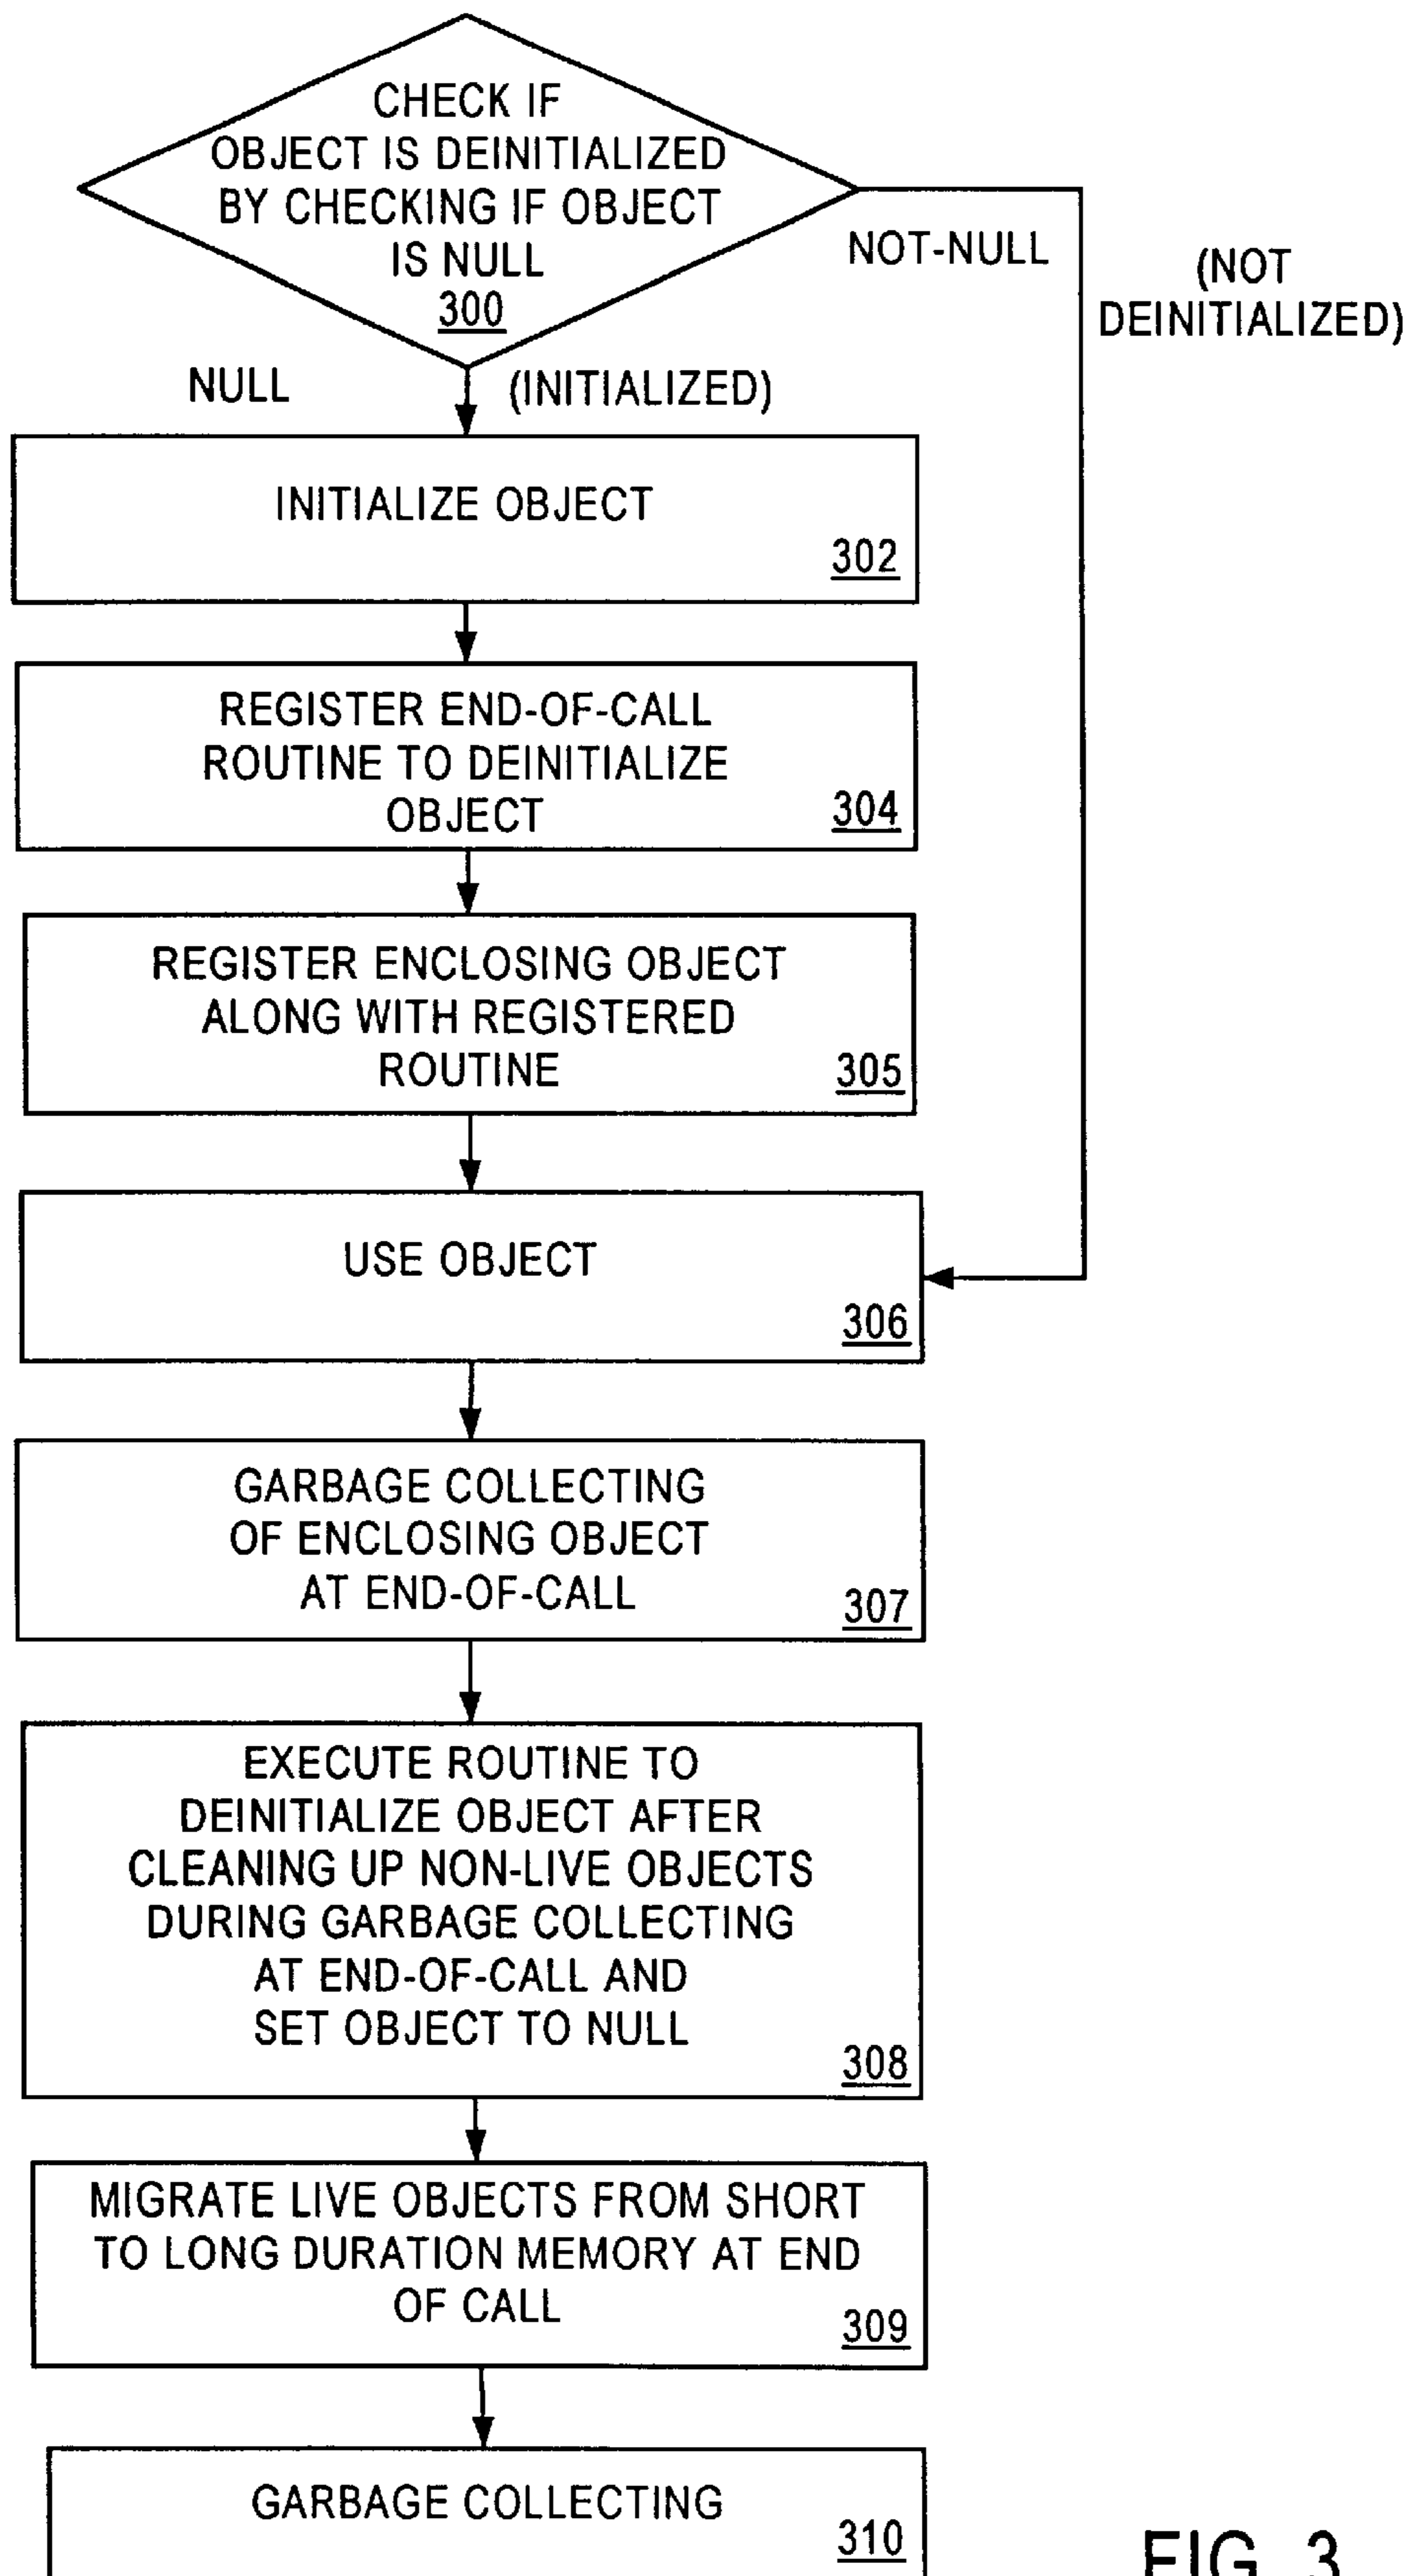 CHECK IF
OBJECT IS DEINITIALIZED
BY CHECKING IF OBJECT
IS NULL
300
NOT-NULL
(NOT
DEINITIALIZED)
NULL
(INITIALIZED)
INITIALIZE OBJECT
302
REGISTER END-OF-CALL
ROUTINE TO DEINITIALIZE
OBJECT
304
REGISTER ENCLOSING OBJECT
ALONG WITH REGISTERED
ROUTINE
305
USE OBJECT
306
GARBAGE COLLECTING
OF ENCLOSING OBJECT
AT END-OF-CALL
307
EXECUTE ROUTINE TO
DEINITIALIZE OBJECT AFTER
CLEANING UP NON-LIVE OBJECTS
DURING GARBAGE COLLECTING
AT END-OF-CALL AND
SET OBJECT TO NULL
308
MIGRATE LIVE OBJECTS FROM SHORT
TO LONG DURATION MEMORY AT END
OF CALL
309
GARBAGE COLLECTING
310
FIG. 3